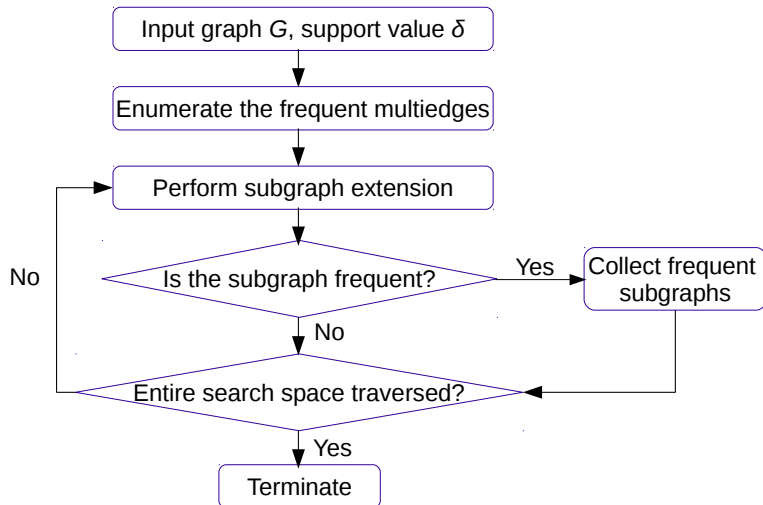 Input graph G, support value δ
Enumerate the frequent multiedges
Perform subgraph extension
No
Is the subgraph frequent?
Yes
Collect frequent
subgraphs
No
Entire search space traversed?
Yes
Terminate